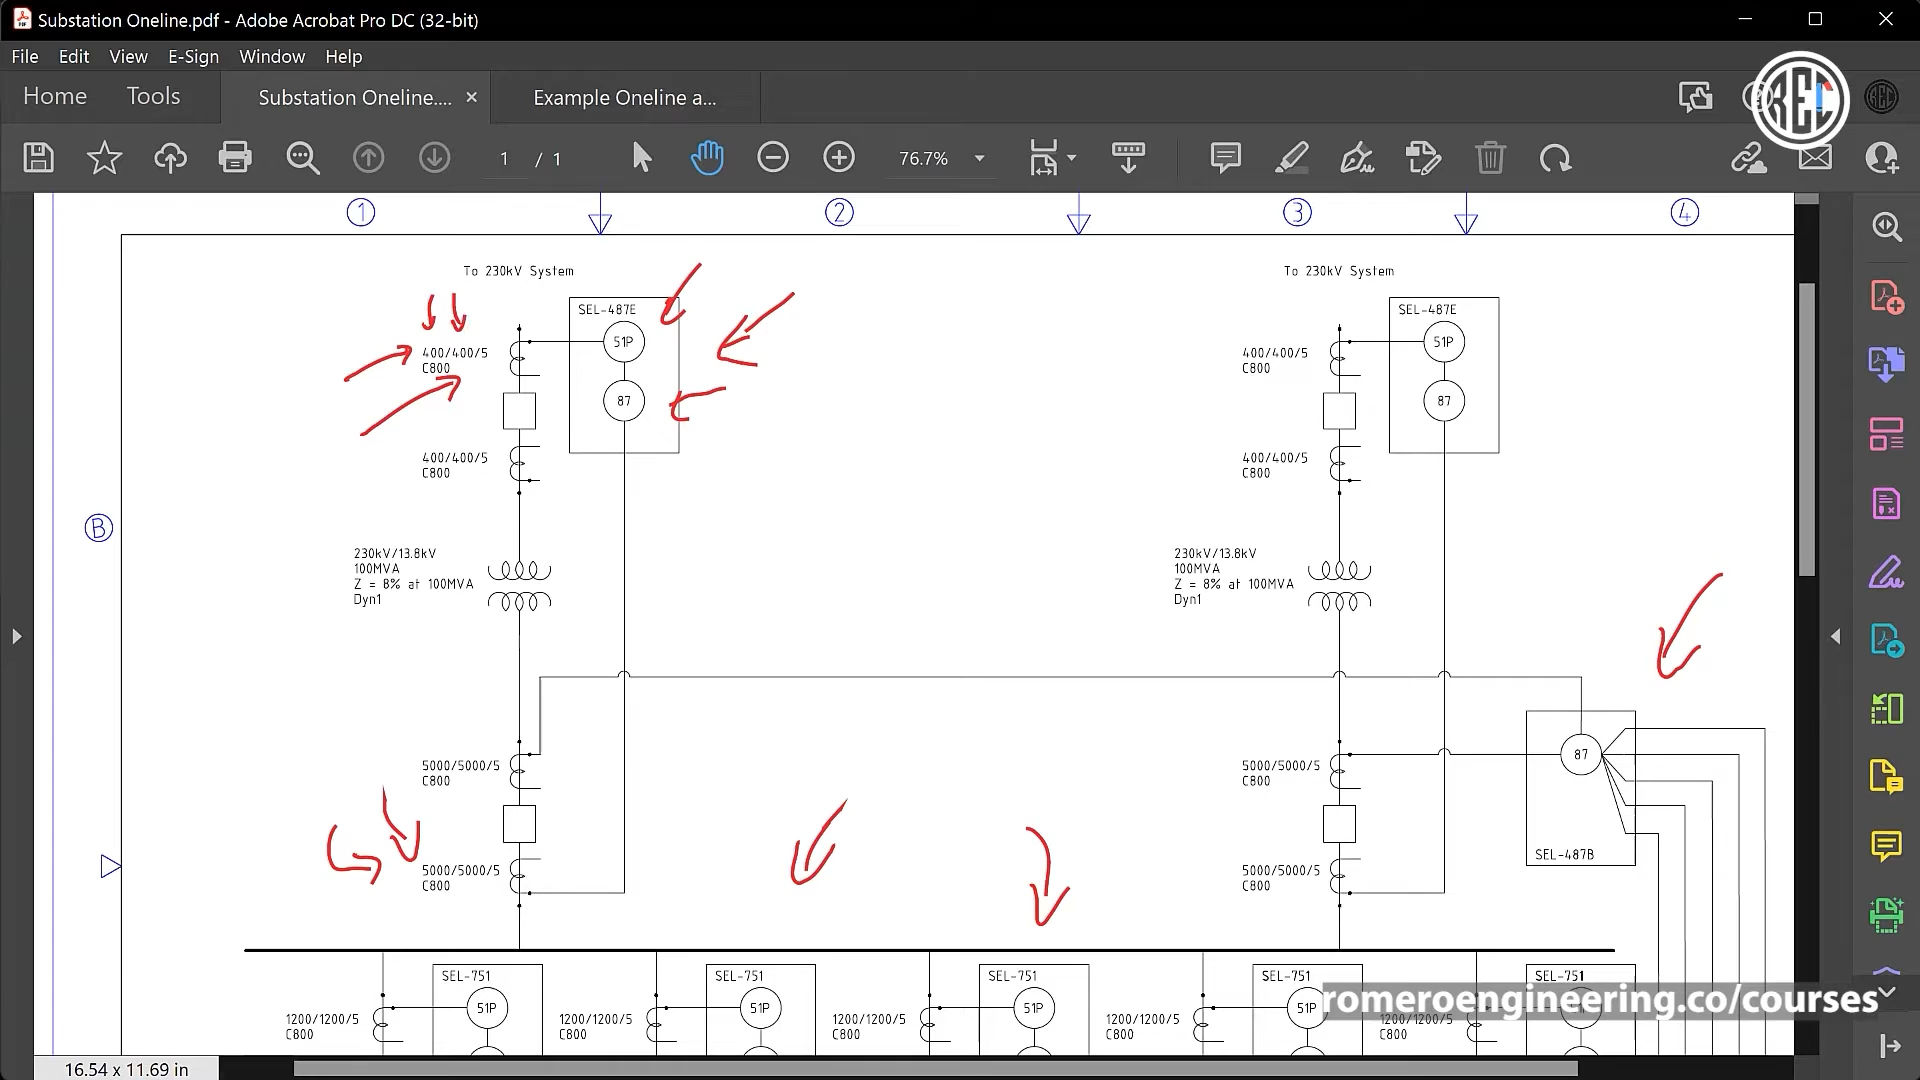 Substation Oneline.pdf - Adobe Acrobat Pro DC (32-bit)
File Edit View E-Sign Window Help
Home Tools Substation Oneline.... × Example Oneline a...
REC
1 / 1 76.7%
1 2 3 4
To 230kV System To 230kV System
SEL-487E SEL-487E
51P 51P
400/400/5 400/400/5
C800 C800
87 87
400/400/5 400/400/5
C800 C800
B
230kV/13.8kV 230kV/13.8kV
100MVA 100MVA
Z = 8% at 100MVA Z = 8% at 100MVA
Dyn1 Dyn1
87
5000/5000/5 5000/5000/5
C800 C800
SEL-487B
5000/5000/5 5000/5000/5
C800 C800
SEL-751 SEL-751 SEL-751 SEL-751 SEL-751
51P 51P 51P 51P
romeroengineering.co/courses
1200/1200/5 1200/1200/5 1200/1200/5 1200/1200/5 1200/1200/5
C800 C800 C800 C800 C800
16.54 x 11.69 in